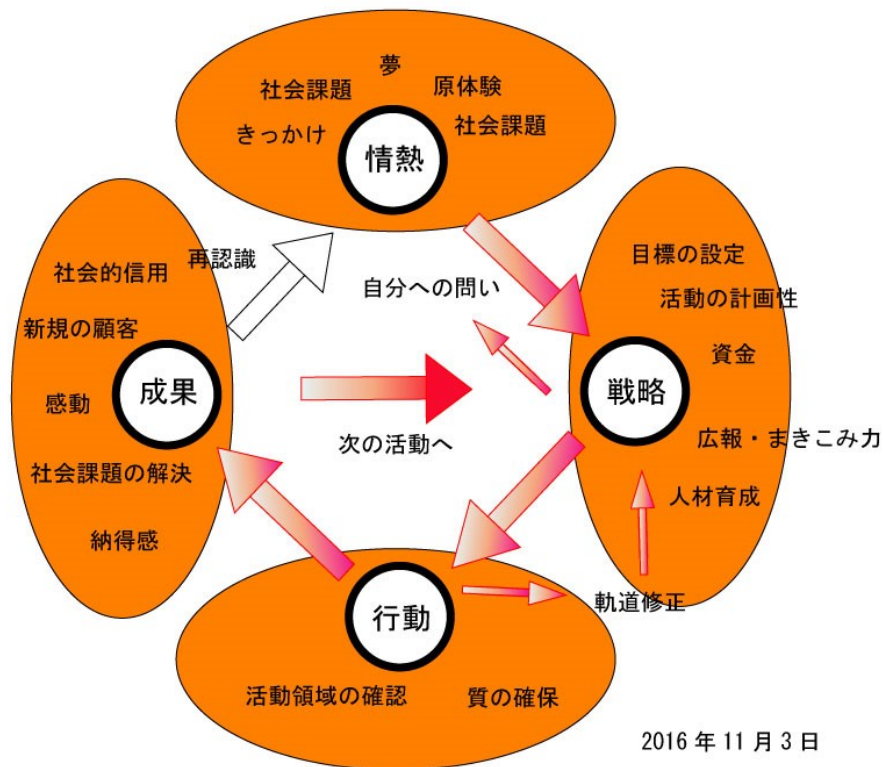 夢
社会課題
原体験
きっかけ
社会課題
情熱
再認識
社会的信用
新規の顧客
成果
感動
社会課題の解決
納得感
自分への問い
次の活動へ
目標の設定
活動の計画性
資金
戦略
広報・まきこみ力
人材育成
軌道修正
行動
活動領域の確認
質の確保
2016年11月3日